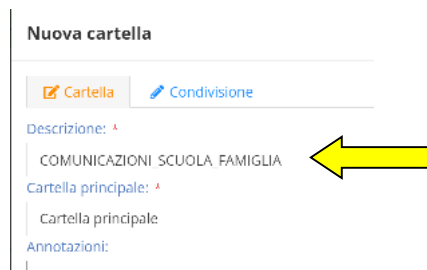 Nuova cartella
Cartella Condivisione
Descrizione: *
COMUNICAZIONI_SCUOLA_FAMIGLIA
Cartella principale: *
Cartella principale
Annotazioni: